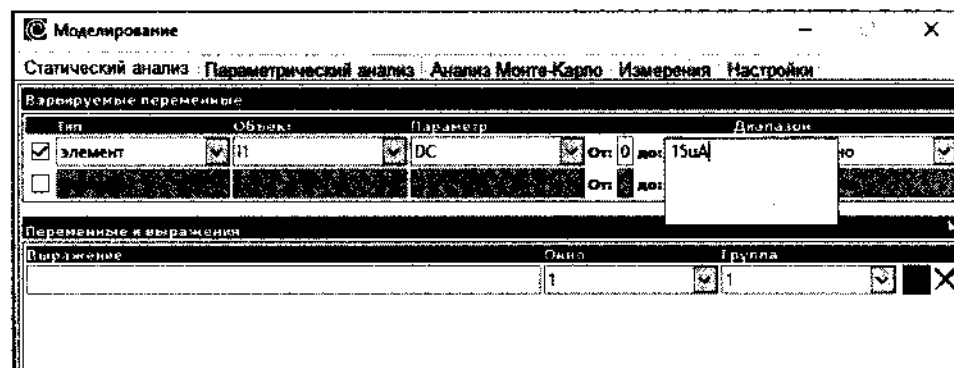 Моделирование
Статический анализ Параметрический анализ Анализ Монте-Карло Измерения Настройки
Варьируемые переменные
Тип Объект Параметр Диапазон
элемент I1 DC От: 0 до: 15uA но
От: до:
Переменные и выражения
Выражение Окно Группа
1 1